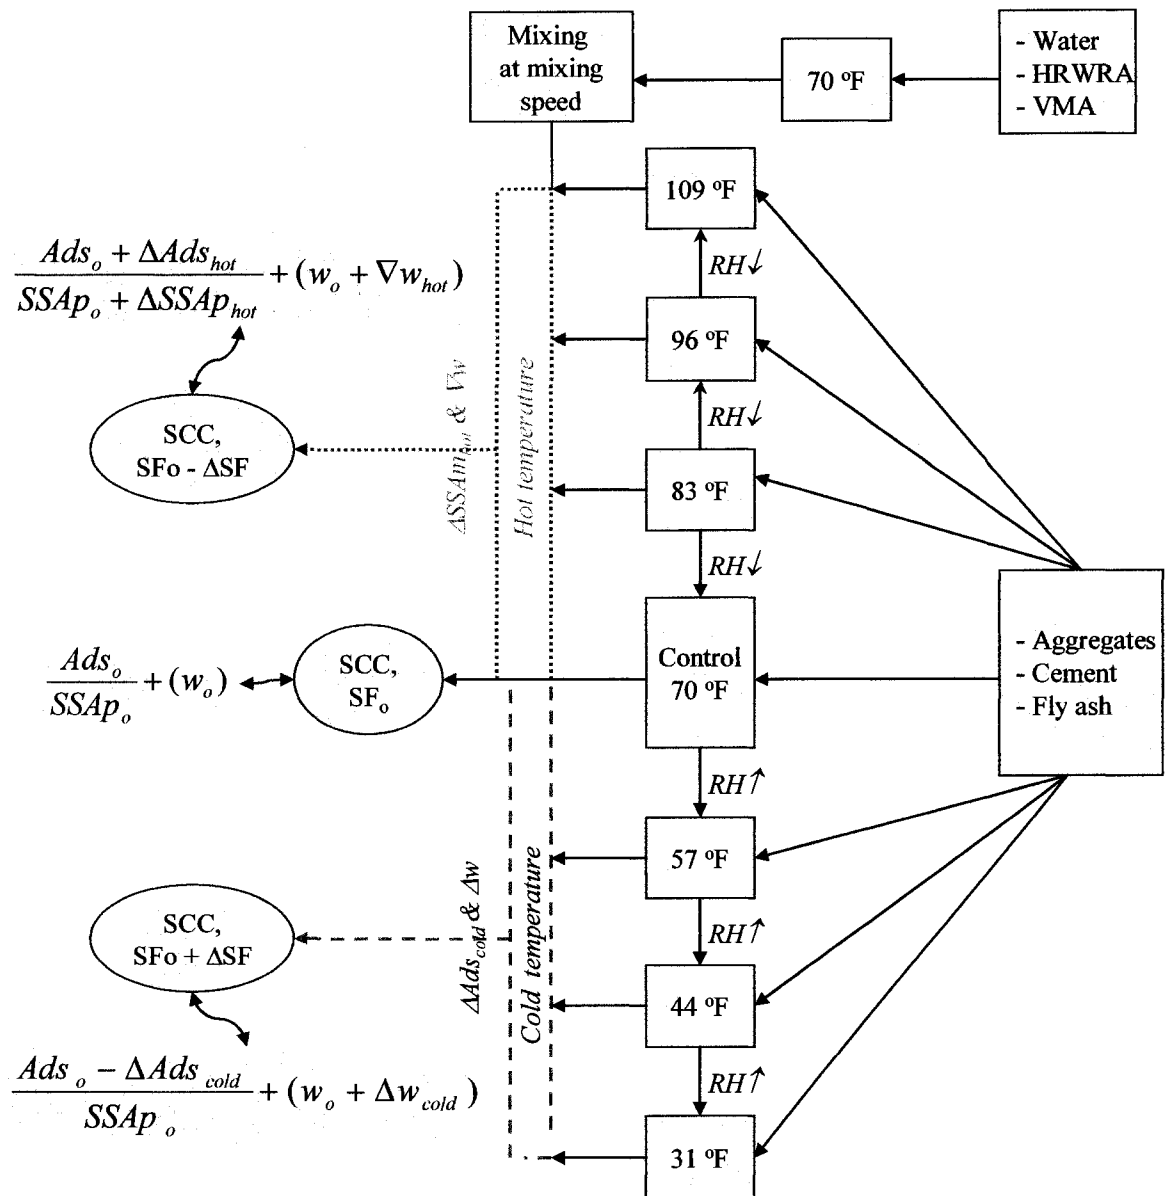 Mixing
at mixing
speed
70 ºF
- Water
- HRWRA
- VMA
109 ºF
RH↓
96 ºF
RH↓
83 ºF
RH↓
Control
70 ºF
RH↑
57 ºF
RH↑
44 ºF
RH↑
31 ºF
- Aggregates
- Cement
- Fly ash
Hot temperature
ΔSSAm_hot & ∇w
Cold temperature
ΔAds_cold & Δw
Ads_o + ΔAds_hot
SSAp_o + ΔSSAp_hot
+ (w_o + ∇w_hot)
SCC,
SFo - ΔSF
Ads_o
SSAp_o
+ (w_o)
SCC,
SF_o
SCC,
SFo + ΔSF
Ads_o − ΔAds_cold
SSAp_o
+ (w_o + Δw_cold)